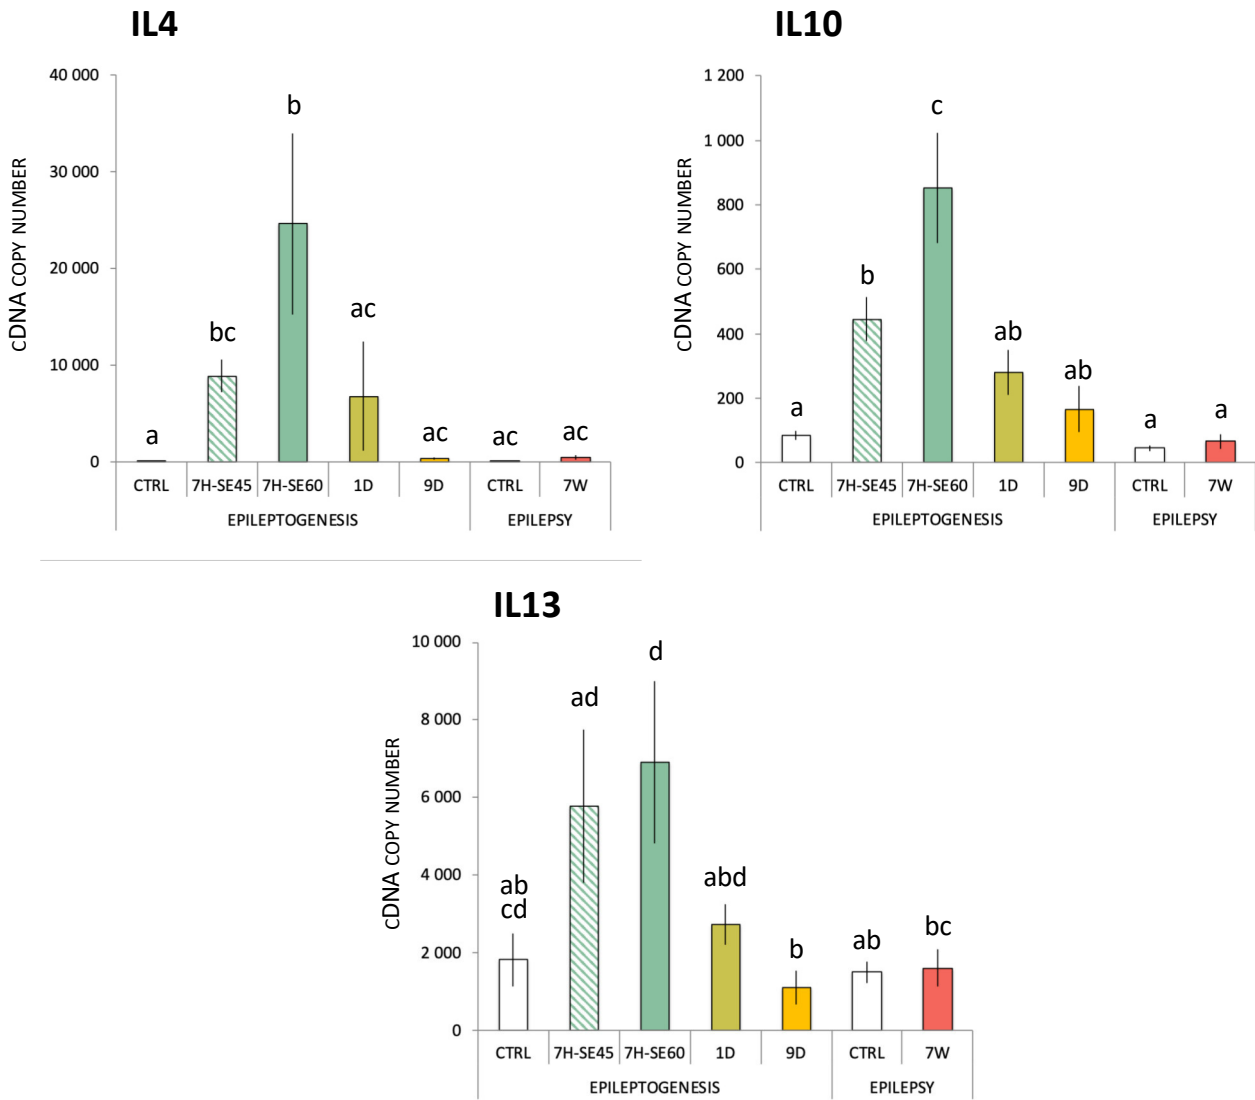 IL4
CDNA COPY NUMBER
40 000
30 000
20 000
10 000
0
a
bc
b
ac
ac
ac
ac
CTRL 7H-SE45 7H-SE60 1D 9D CTRL 7W
EPILEPTOGENESIS EPILEPSY
IL10
CDNA COPY NUMBER
1 200
1 000
800
600
400
200
0
a
b
c
ab
ab
a
a
CTRL 7H-SE45 7H-SE60 1D 9D CTRL 7W
EPILEPTOGENESIS EPILEPSY
IL13
CDNA COPY NUMBER
10 000
8 000
6 000
4 000
2 000
0
ab
cd
ad
d
abd
b
ab
bc
CTRL 7H-SE45 7H-SE60 1D 9D CTRL 7W
EPILEPTOGENESIS EPILEPSY